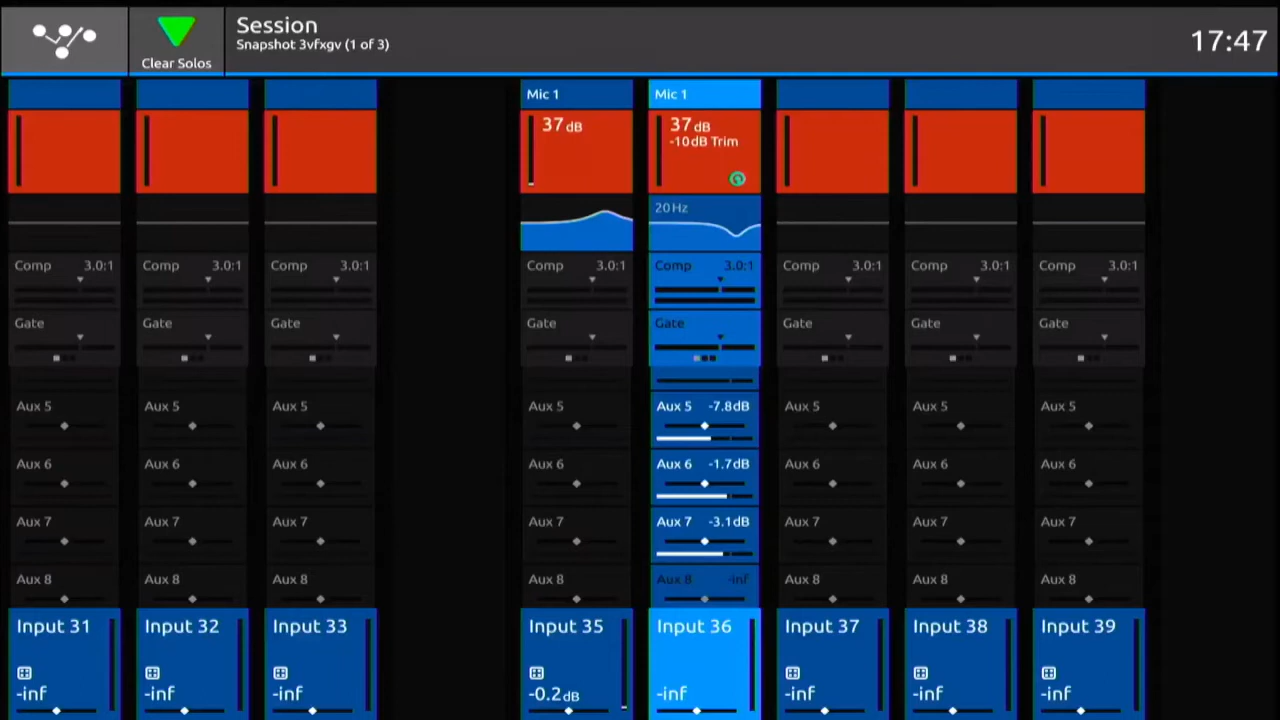 Session
Snapshot 3vfxgv (1 of 3)
17:47
Clear Solos
Mic 1 Mic 1
37dB 37dB
-10dB Trim
20Hz
Comp 3.0:1 Comp 3.0:1 Comp 3.0:1 Comp 3.0:1 Comp 3.0:1 Comp 3.0:1 Comp 3.0:1 Comp 3.0:1
Gate Gate Gate Gate Gate Gate Gate Gate
Aux 5 Aux 5 Aux 5 Aux 5 Aux 5 -7.8dB Aux 5 Aux 5 Aux 5
Aux 6 Aux 6 Aux 6 Aux 6 Aux 6 -1.7dB Aux 6 Aux 6 Aux 6
Aux 7 Aux 7 Aux 7 Aux 7 Aux 7 -3.1dB Aux 7 Aux 7 Aux 7
Aux 8 Aux 8 Aux 8 Aux 8 Aux 8 -inf Aux 8 Aux 8 Aux 8
Input 31 Input 32 Input 33 Input 35 Input 36 Input 37 Input 38 Input 39
-inf -inf -inf -0.2dB -inf -inf -inf -inf